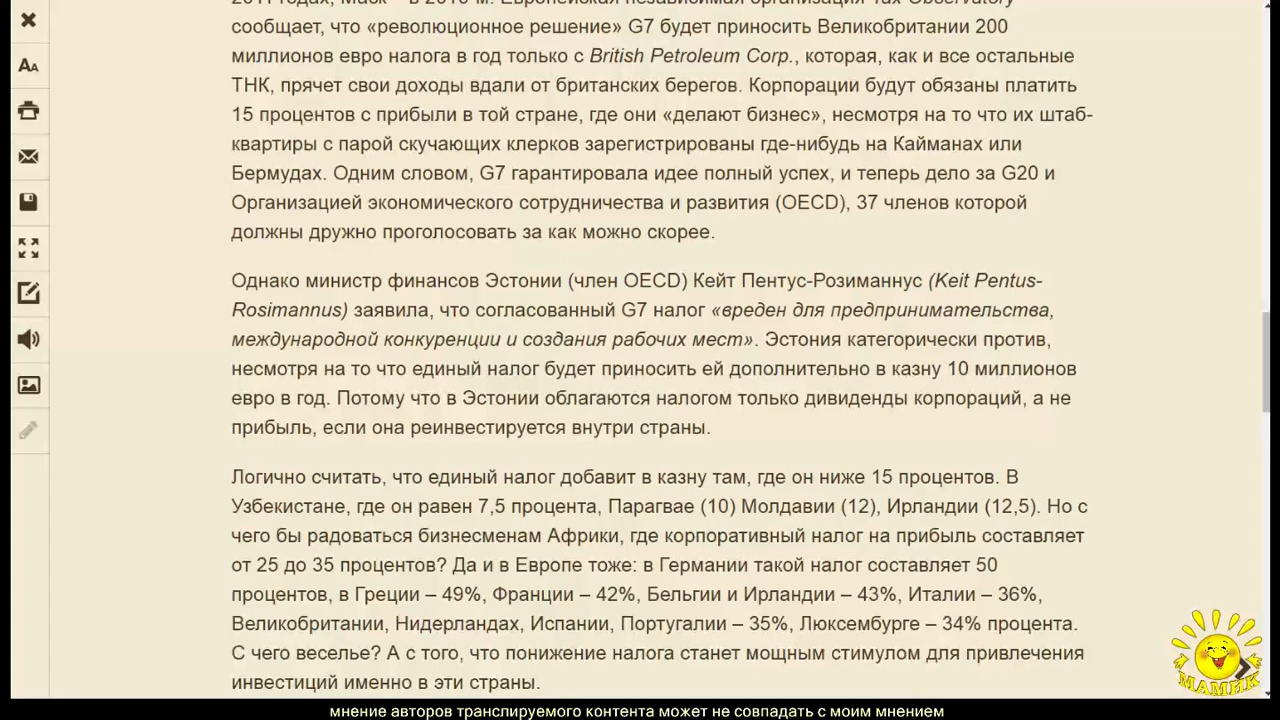 2011 годах, Маск – в 2018-м. Европейская независимая организация Tax Observatory
сообщает, что «революционное решение» G7 будет приносить Великобритании 200
миллионов евро налога в год только с British Petroleum Corp., которая, как и все остальные
ТНК, прячет свои доходы вдали от британских берегов. Корпорации будут обязаны платить
15 процентов с прибыли в той стране, где они «делают бизнес», несмотря на то что их штаб-
квартиры с парой скучающих клерков зарегистрированы где-нибудь на Кайманах или
Бермудах. Одним словом, G7 гарантировала идее полный успех, и теперь дело за G20 и
Организацией экономического сотрудничества и развития (OECD), 37 членов которой
должны дружно проголосовать за как можно скорее.
Однако министр финансов Эстонии (член OECD) Кейт Пентус-Розиманнус (Keit Pentus-
Rosimannus) заявила, что согласованный G7 налог «вреден для предпринимательства,
международной конкуренции и создания рабочих мест». Эстония категорически против,
несмотря на то что единый налог будет приносить ей дополнительно в казну 10 миллионов
евро в год. Потому что в Эстонии облагаются налогом только дивиденды корпораций, а не
прибыль, если она реинвестируется внутри страны.
Логично считать, что единый налог добавит в казну там, где он ниже 15 процентов. В
Узбекистане, где он равен 7,5 процента, Парагвае (10) Молдавии (12), Ирландии (12,5). Но с
чего бы радоваться бизнесменам Африки, где корпоративный налог на прибыль составляет
от 25 до 35 процентов? Да и в Европе тоже: в Германии такой налог составляет 50
процентов, в Греции – 49%, Франции – 42%, Бельгии и Ирландии – 43%, Италии – 36%,
Великобритании, Нидерландах, Испании, Португалии – 35%, Люксембурге – 34% процента.
С чего веселье? А с того, что понижение налога станет мощным стимулом для привлечения
инвестиций именно в эти страны.
МАМИК
мнение авторов транслируемого контента может не совпадать с моим мнением